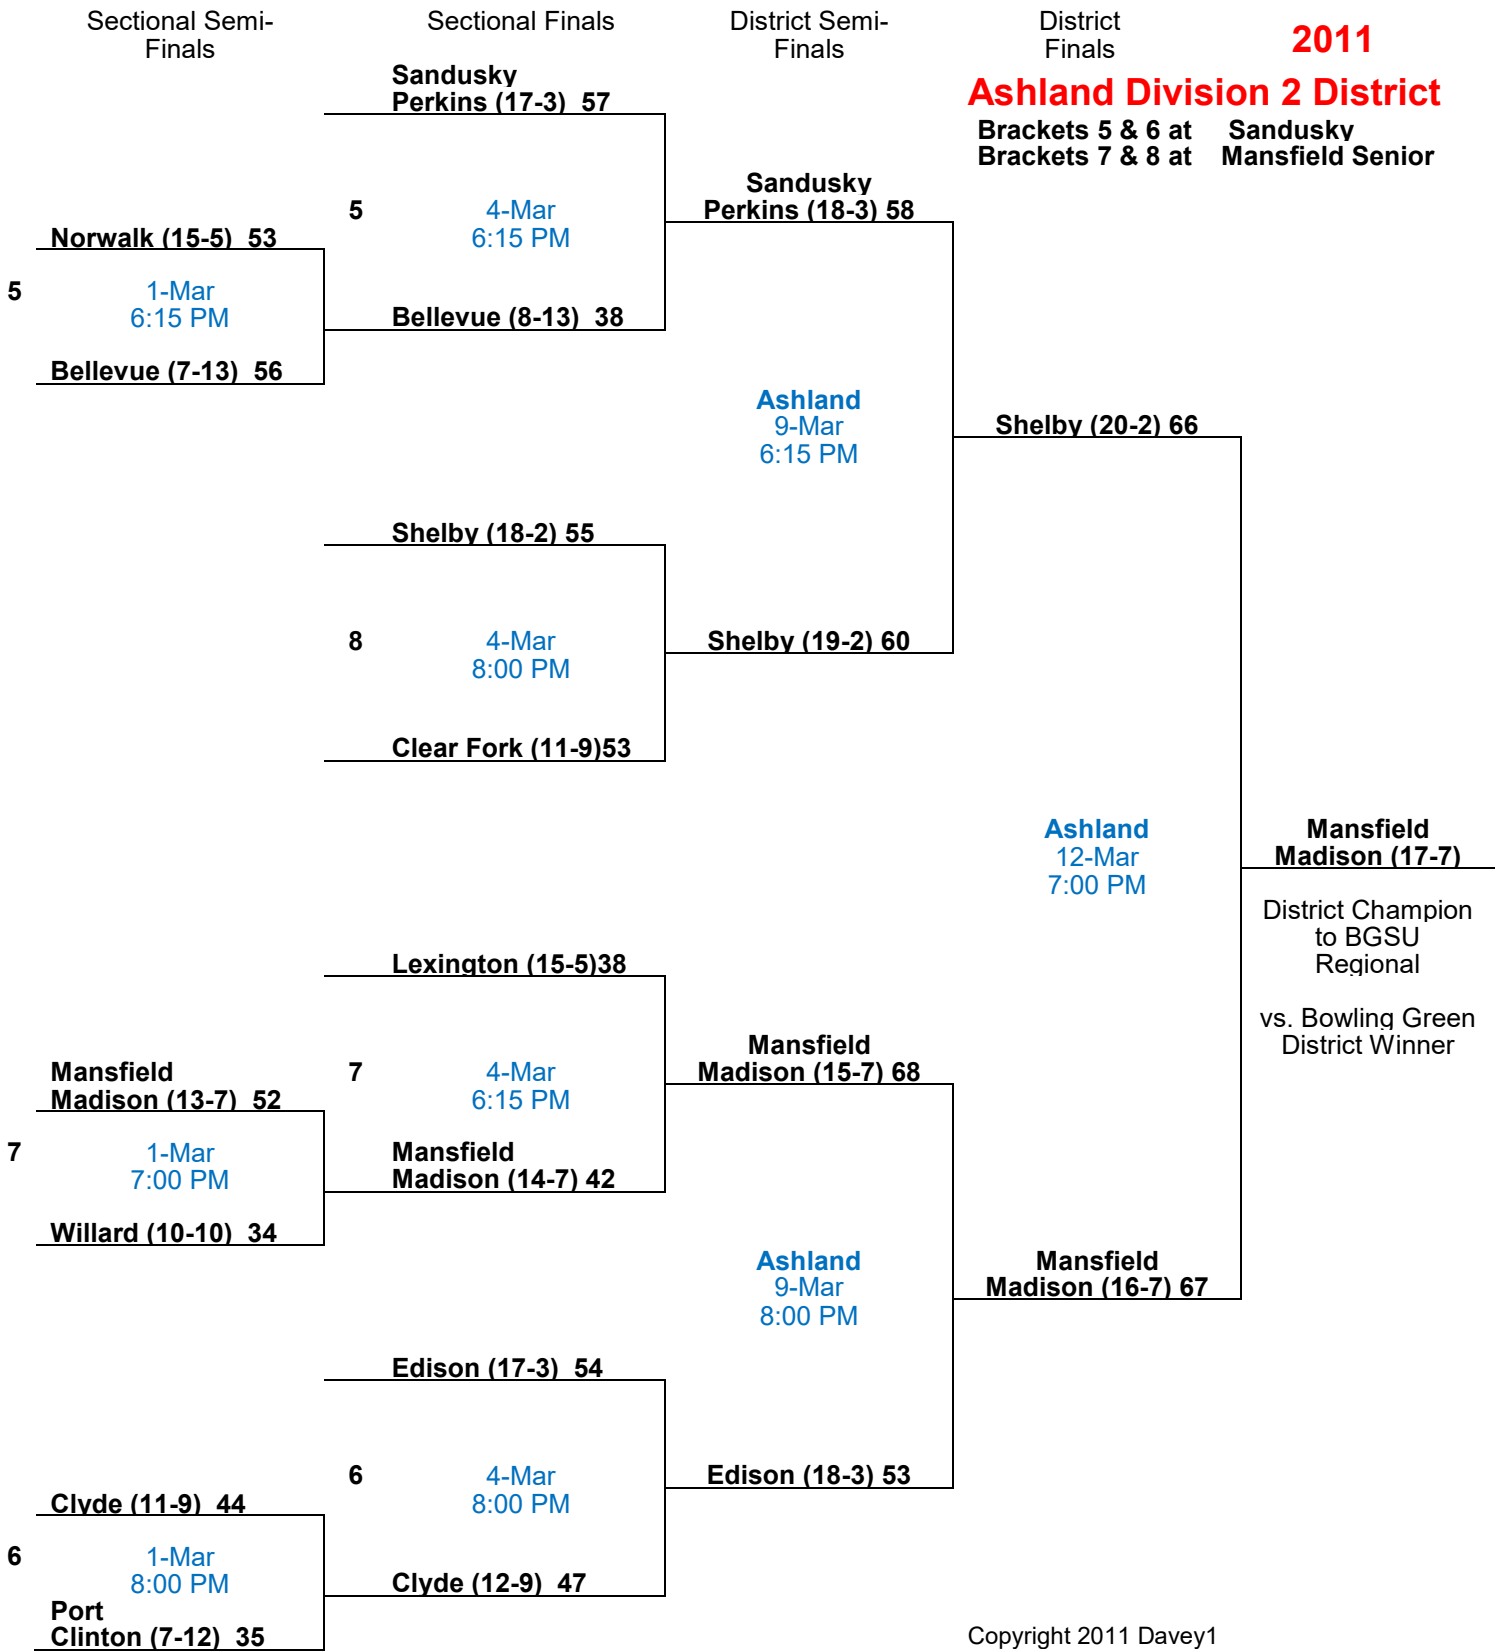 Sectional Semi-
Finals
Sectional Finals
District Semi-
Finals
District
Finals
2011
Ashland Division 2 District
Brackets 5 & 6 at Sandusky
Brackets 7 & 8 at Mansfield Senior
Sandusky
Perkins (17-3) 57
5
4-Mar
6:15 PM
Sandusky
Perkins (18-3) 58
Norwalk (15-5) 53
5
1-Mar
6:15 PM
Bellevue (8-13) 38
Bellevue (7-13) 56
Ashland
9-Mar
6:15 PM
Shelby (20-2) 66
Shelby (18-2) 55
8
4-Mar
8:00 PM
Shelby (19-2) 60
Clear Fork (11-9)53
Ashland
12-Mar
7:00 PM
Mansfield
Madison (17-7)
District Champion
to BGSU
Regional
vs. Bowling Green
District Winner
Lexington (15-5)38
Mansfield
Madison (13-7) 52
7
4-Mar
6:15 PM
Mansfield
Madison (15-7) 68
7
1-Mar
7:00 PM
Mansfield
Madison (14-7) 42
Willard (10-10) 34
Ashland
9-Mar
8:00 PM
Mansfield
Madison (16-7) 67
Edison (17-3) 54
6
4-Mar
8:00 PM
Edison (18-3) 53
Clyde (11-9) 44
6
1-Mar
8:00 PM
Clyde (12-9) 47
Port
Clinton (7-12) 35
Copyright 2011 Davey1